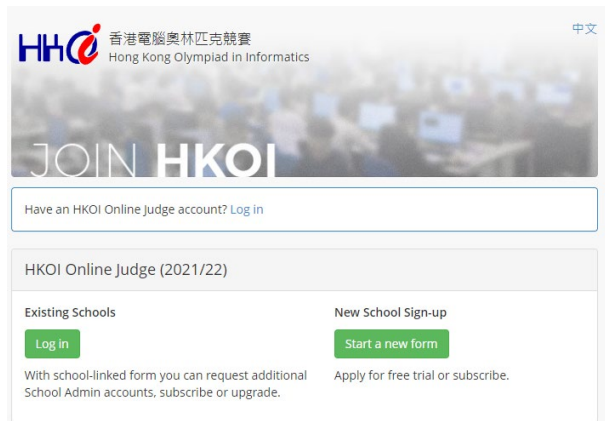 中文
HKOI
香港電腦奧林匹克競賽
Hong Kong Olympiad in Informatics
JOIN HKOI
Have an HKOI Online Judge account? Log in
HKOI Online Judge (2021/22)
Existing Schools
Log in
With school-linked form you can request additional
School Admin accounts, subscribe or upgrade.
New School Sign-up
Start a new form
Apply for free trial or subscribe.